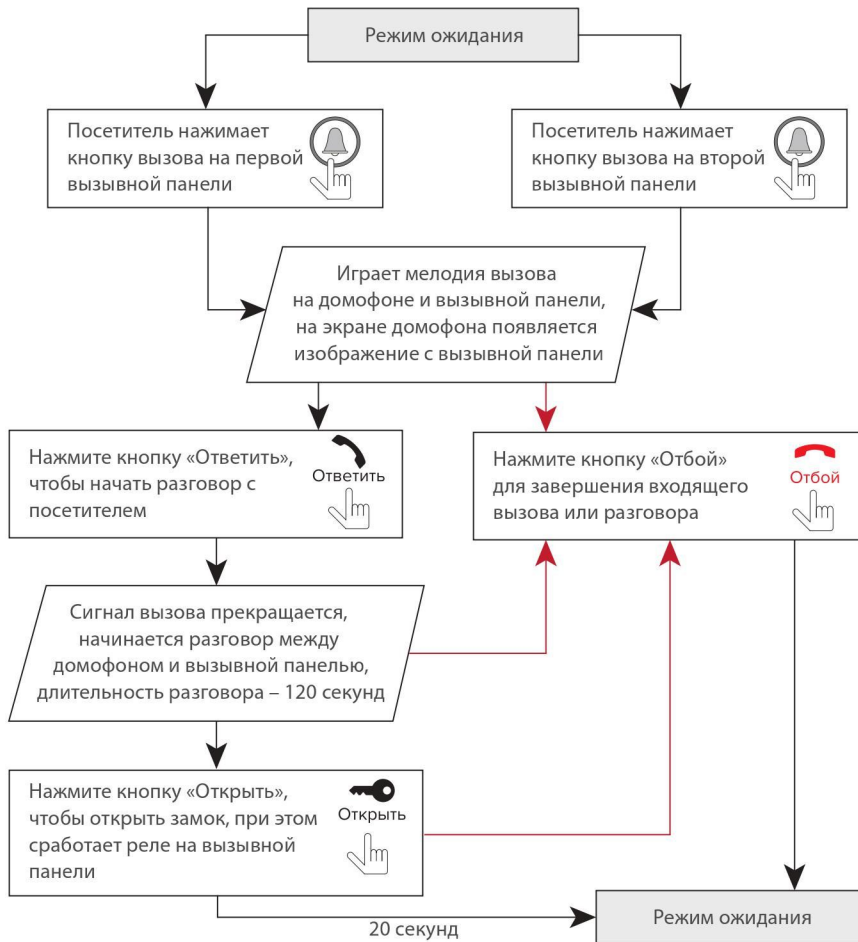 Режим ожидания
Посетитель нажимает
кнопку вызова на первой
вызывной панели
Посетитель нажимает
кнопку вызова на второй
вызывной панели
Играет мелодия вызова
на домофоне и вызывной панели,
на экране домофона появляется
изображение с вызывной панели
Нажмите кнопку «Ответить»,
чтобы начать разговор с
посетителем
Ответить
Нажмите кнопку «Отбой»
для завершения входящего
вызова или разговора
Отбой
Сигнал вызова прекращается,
начинается разговор между
домофоном и вызывной панелью,
длительность разговора – 120 секунд
Нажмите кнопку «Открыть»,
чтобы открыть замок, при этом
сработает реле на вызывной
панели
Открыть
20 секунд
Режим ожидания